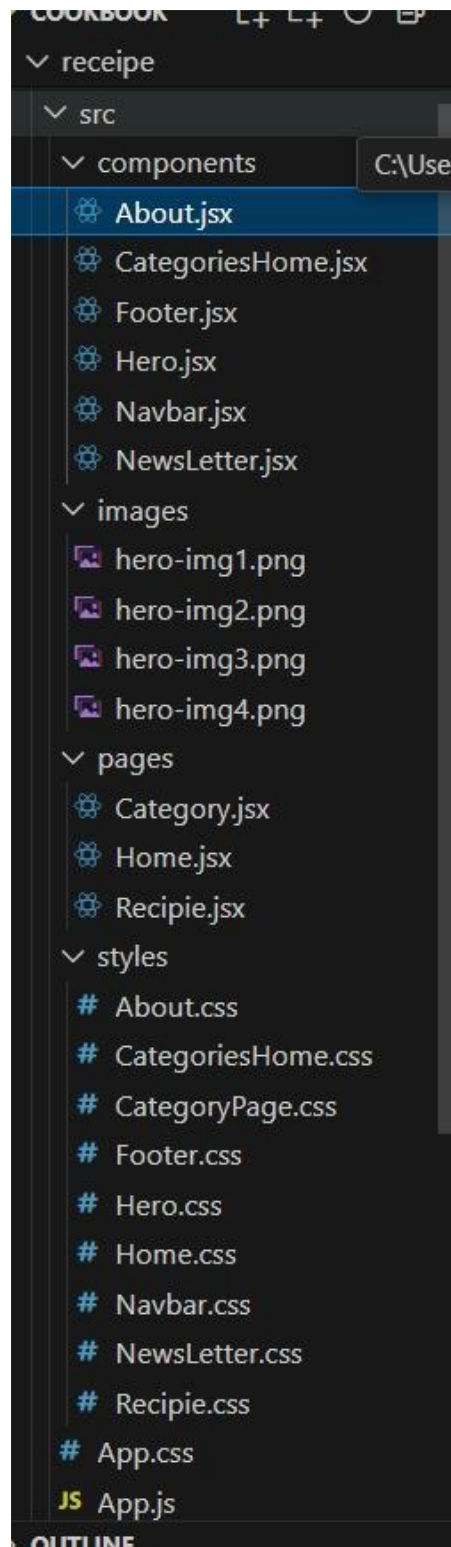 COOKBOOK
receipe
src
components
C:\Use
About.jsx
CategoriesHome.jsx
Footer.jsx
Hero.jsx
Navbar.jsx
NewsLetter.jsx
images
hero-img1.png
hero-img2.png
hero-img3.png
hero-img4.png
pages
Category.jsx
Home.jsx
Recipie.jsx
styles
# About.css
# CategoriesHome.css
# CategoryPage.css
# Footer.css
# Hero.css
# Home.css
# Navbar.css
# NewsLetter.css
# Recipie.css
# App.css
JS App.js
OUTLINE